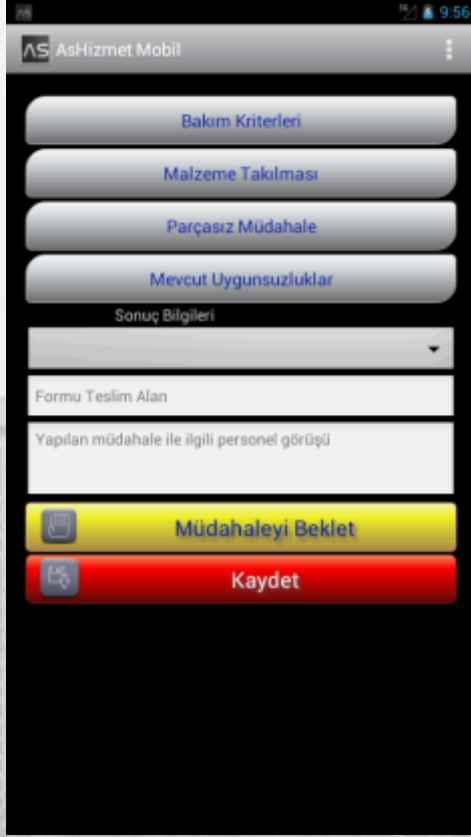 9:56
AS AsHizmet Mobil
Bakım Kriterleri
Malzeme Takılması
Parçasız Müdahale
Mevcut Uygunsuzluklar
Sonuç Bilgileri
Formu Teslim Alan
Yapılan müdahale ile ilgili personel görüşü
Müdahaleyi Beklet
Kaydet